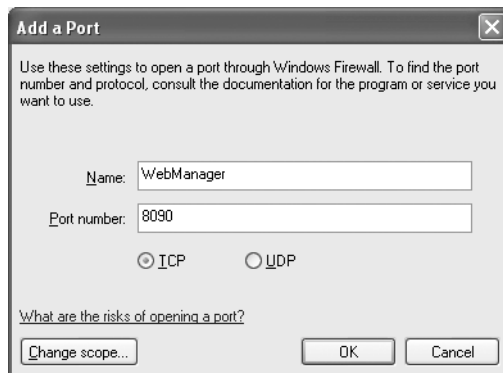 Add a Port
Use these settings to open a port through Windows Firewall. To find the port
number and protocol, consult the documentation for the program or service you
want to use.
Name: WebManager
Port number: 8090
TCP UDP
What are the risks of opening a port?
Change scope... OK Cancel